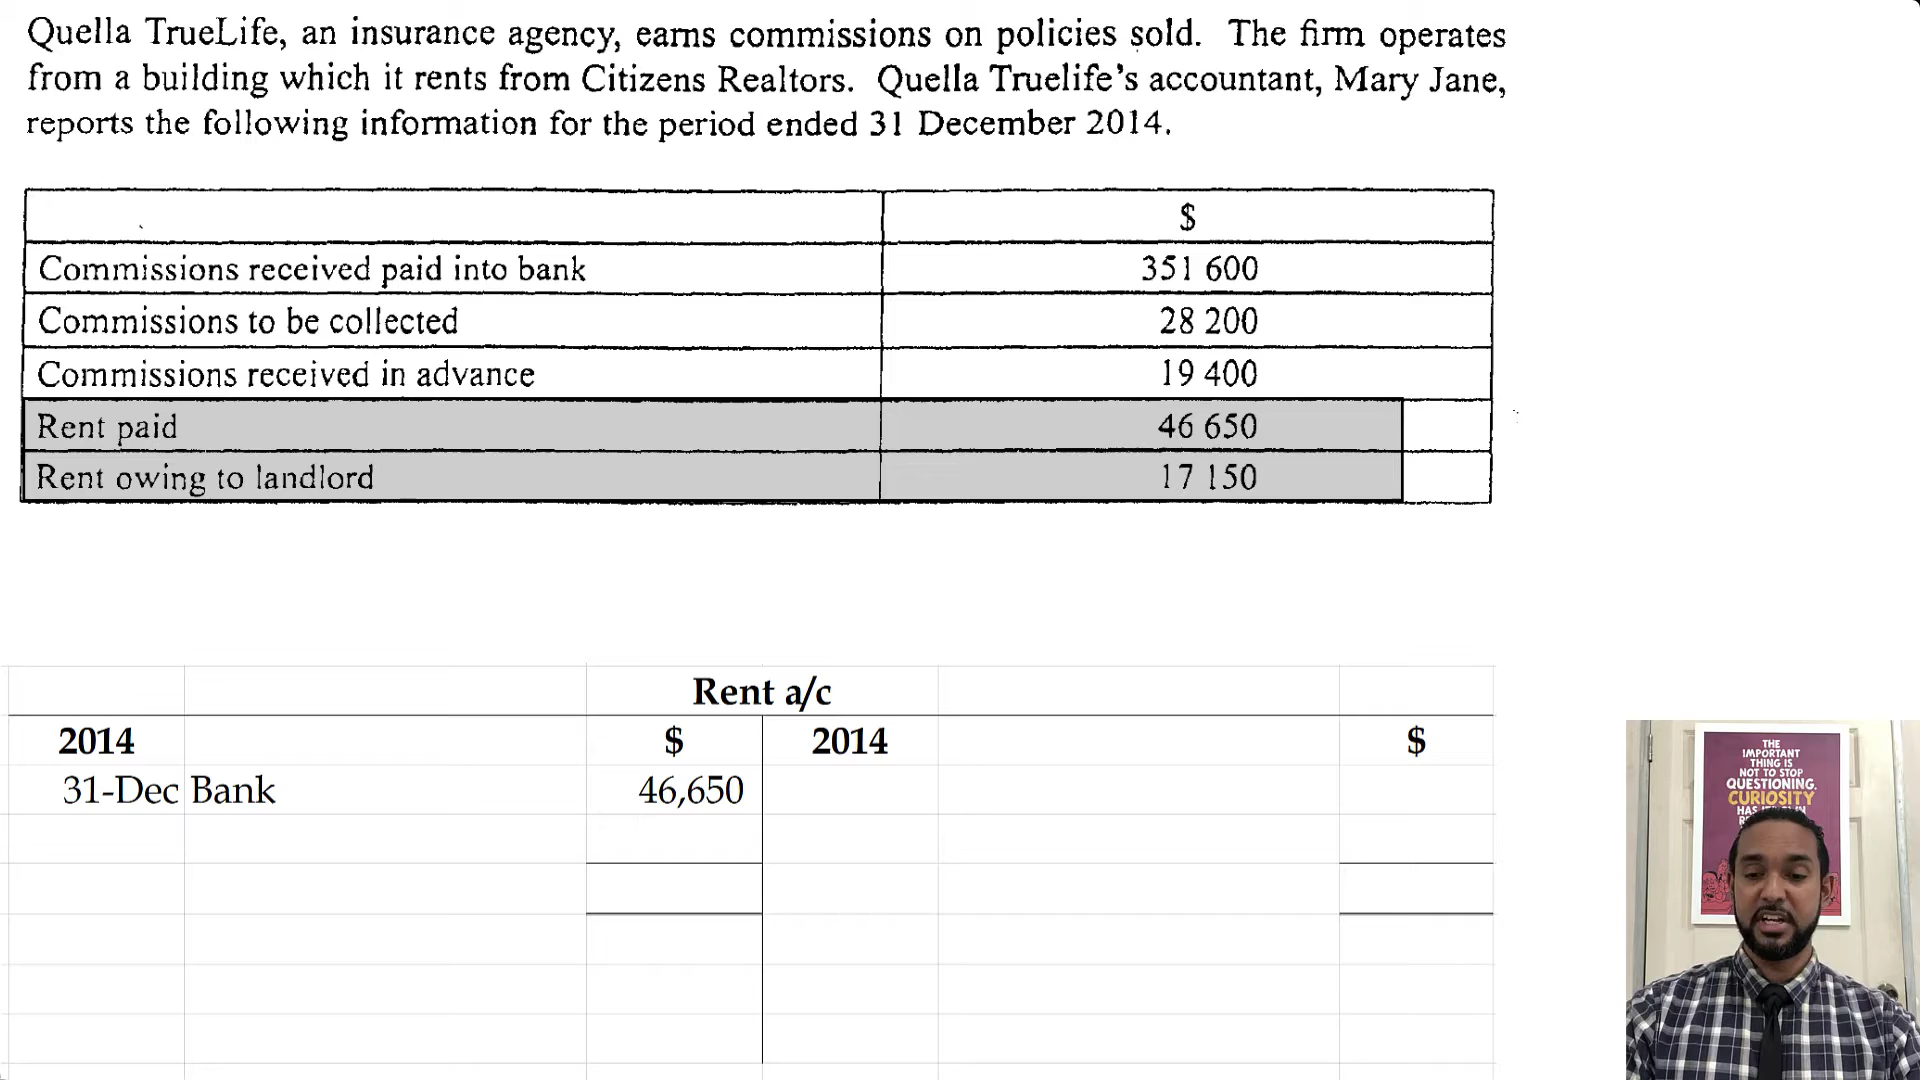 Quella TrueLife, an insurance agency, earns commissions on policies sold. The firm operates
from a building which it rents from Citizens Realtors. Quella Truelife's accountant, Mary Jane,
reports the following information for the period ended 31 December 2014.
$
Commissions received paid into bank 351 600
Commissions to be collected 28 200
Commissions received in advance 19 400
Rent paid 46 650
Rent owing to landlord 17 150
Rent a/c
2014 $ 2014 $
31-Dec Bank 46,650
THE
IMPORTANT
THING IS
NOT TO STOP
QUESTIONING.
CURIOSITY
HAS